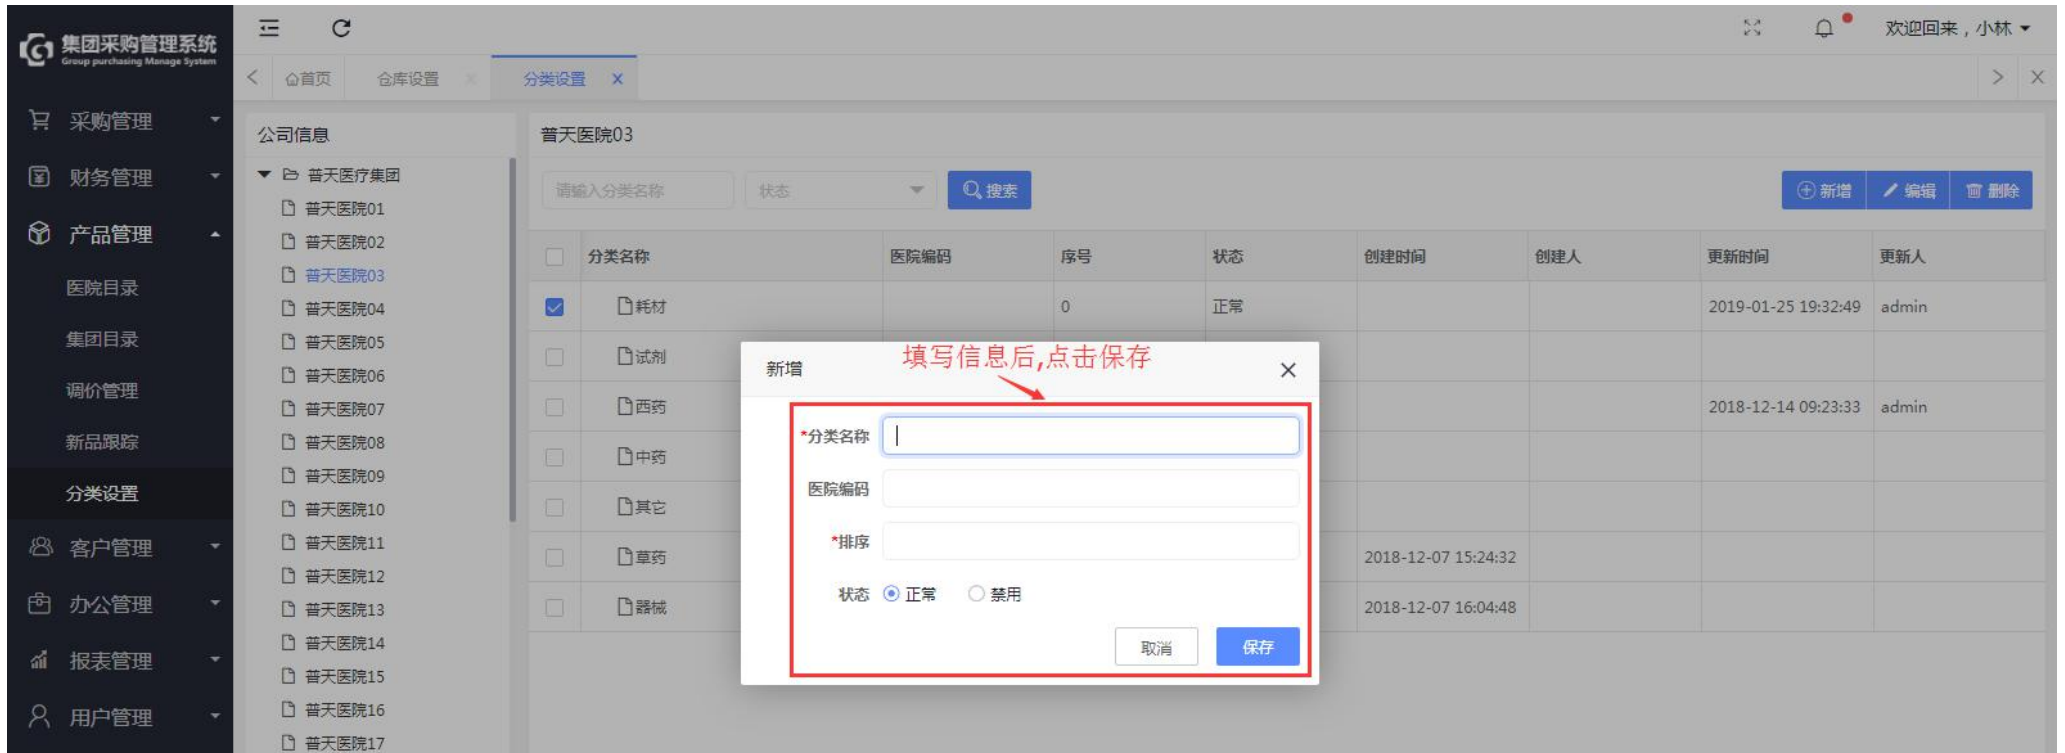 集团采购管理系统
Group purchasing Manage System
欢迎回来，小林
首页 仓库设置 x 分类设置 x
采购管理
财务管理
产品管理
医院目录
集团目录
调价管理
新品跟踪
分类设置
客户管理
办公管理
报表管理
用户管理
公司信息
普天医疗集团
普天医院01
普天医院02
普天医院03
普天医院04
普天医院05
普天医院06
普天医院07
普天医院08
普天医院09
普天医院10
普天医院11
普天医院12
普天医院13
普天医院14
普天医院15
普天医院16
普天医院17
普天医院03
请输入分类名称 状态 搜索 新增 编辑 删除
分类名称 医院编码 序号 状态 创建时间 创建人 更新时间 更新人
耗材 0 正常 2019-01-25 19:32:49 admin
试剂
西药 2018-12-14 09:23:33 admin
中药
其它
草药 2018-12-07 15:24:32
器械 2018-12-07 16:04:48
新增
填写信息后,点击保存
*分类名称
医院编码
*排序
状态 正常 禁用
取消 保存